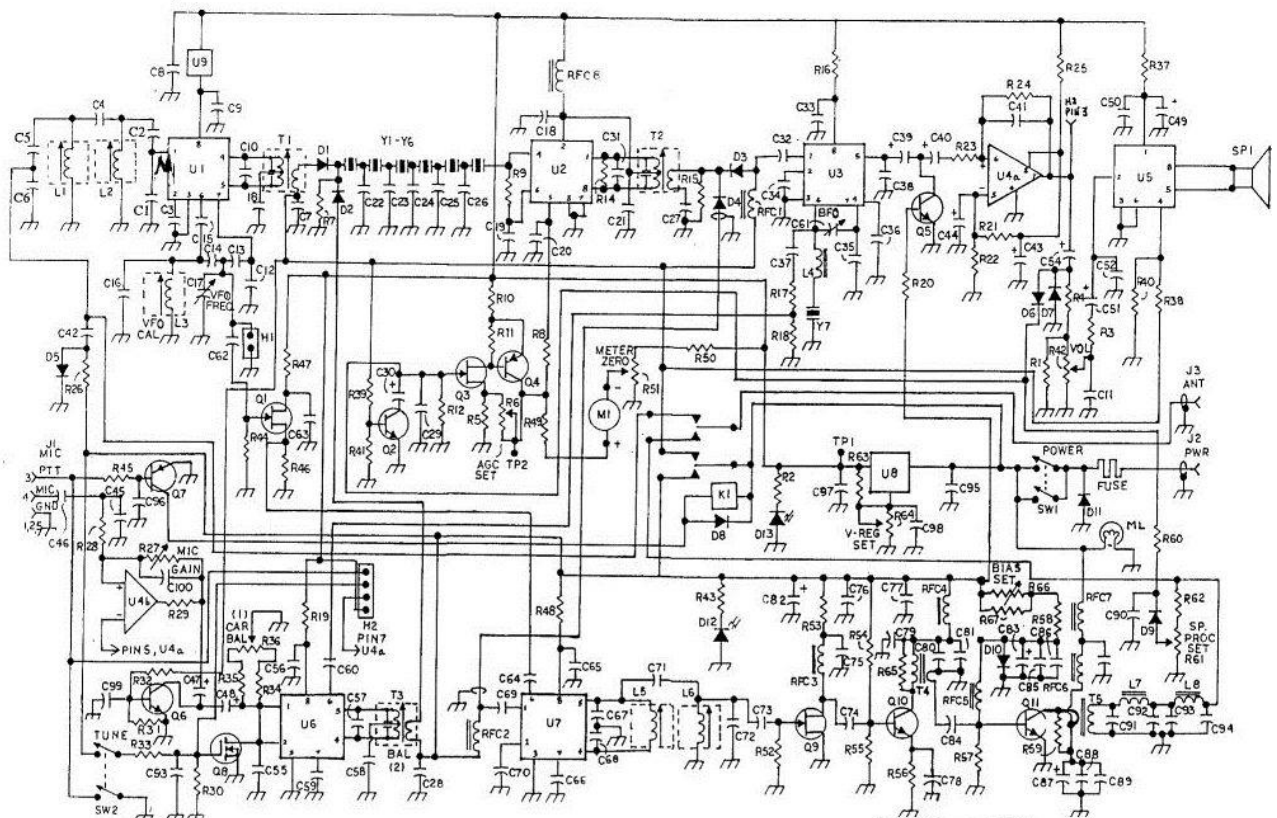 U9
C8
C9
RFC6
R16
C33
R24
C41
R25
H2
PIN 3
R37
C50
C49
C4
C5
C2
C6
L1
L2
C1
C3
U1
C10
T1
D1
Y1-Y6
C18
R9
U2
C31
T2
R14
D3
R15
C32
C34
U3
C39
C40
R23
C38
U4a
U5
SP1
C7
R7
D2
C22
C23
C24
C25
C26
C19
C20
C21
C27
D4
RFC1
BFO
C61
C35
C36
Q5
R21
C44
R22
C43
C54
C52
R40
R38
C15
C14
C13
C12
C16
C17
VFO
FREQ
VFO
CAL
L3
C62
H1
C37
R17
R18
L4
Y7
R20
D6
D7
R4
C51
R3
R1
R42
VOL
C11
C42
D5
R26
R47
Q1
C63
R44
R46
R39
C30
Q2
R41
C29
R12
Q3
R10
R11
Q4
R5
R6
AGC
SET
TP2
R8
R49
METER
ZERO
M1
R51
R50
J3
ANT
J2
PWR
POWER
SW1
FUSE
D11
ML
J1
MIC
PTT
3
4
MIC
GND
1,2,5
R45
Q7
C45
C96
C46
R28
R27
MIC
GAIN
C100
U4b
R29
PIN 5, U4a
K1
D8
R2
D13
TP1
C97
R63
U8
C95
R64
V-REG
SET
C98
R60
(1)
CAR
BAL
R36
R19
H2
PIN7
U4a
R48
R43
D12
C82
C76
C77
R53
RFC4
BIAS
SET
R66
R67
R58
RFC7
C90
D9
R62
SP.
PROC
SET
R61
C99
R32
Q6
R31
C47
C48
R35
R34
C56
C60
U6
C57
T3
BAL
(2)
C58
C59
C28
RFC2
C64
C69
C65
U7
C70
C66
C67
C68
C71
L5
L6
C72
C73
R52
Q9
RFC3
C75
C74
R54
R55
C79
R65
T4
C80
C81
Q10
R56
C78
RFC5
C84
R57
D10
C83
C86
C85
RFC6
Q11
R59
C87
C88
C89
T5
L7
L8
C91
C92
C93
C94
TUNE
R33
SW2
C53
R30
Q8
C55